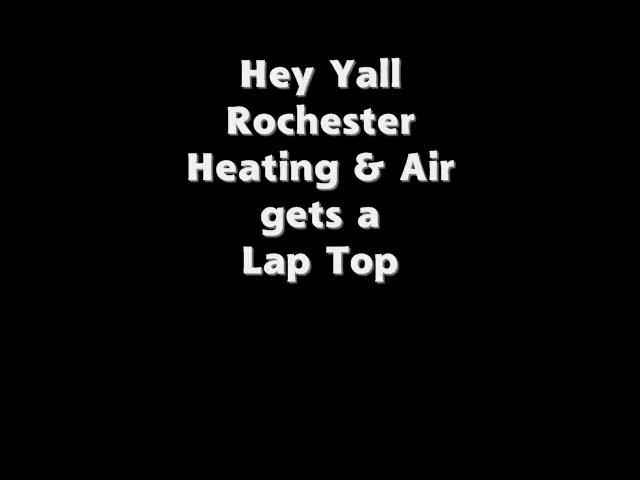 Hey Yall
Rochester
Heating & Air
gets a
Lap Top